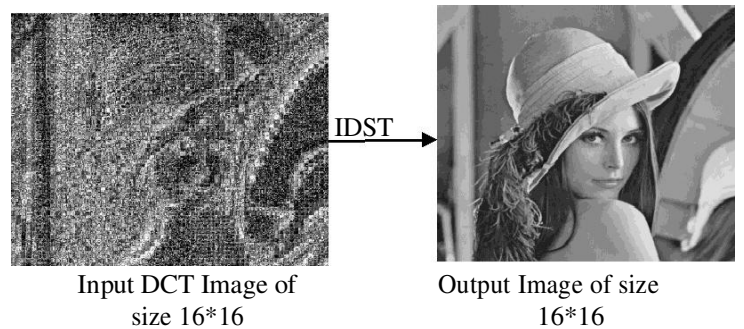 IDST
Input DCT Image of
size 16*16
Output Image of size
16*16